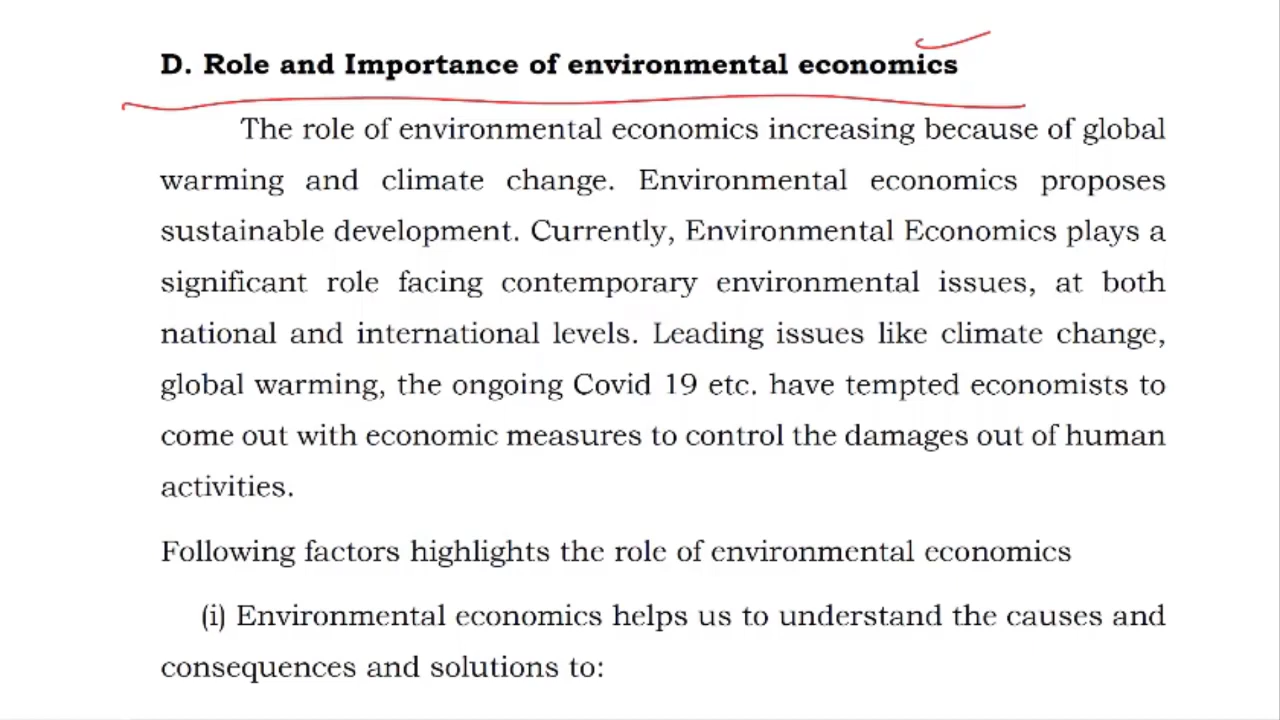 D. Role and Importance of environmental economics
The role of environmental economics increasing because of global
warming and climate change. Environmental economics proposes
sustainable development. Currently, Environmental Economics plays a
significant role facing contemporary environmental issues, at both
national and international levels. Leading issues like climate change,
global warming, the ongoing Covid 19 etc. have tempted economists to
come out with economic measures to control the damages out of human
activities.
Following factors highlights the role of environmental economics
(i) Environmental economics helps us to understand the causes and
consequences and solutions to: